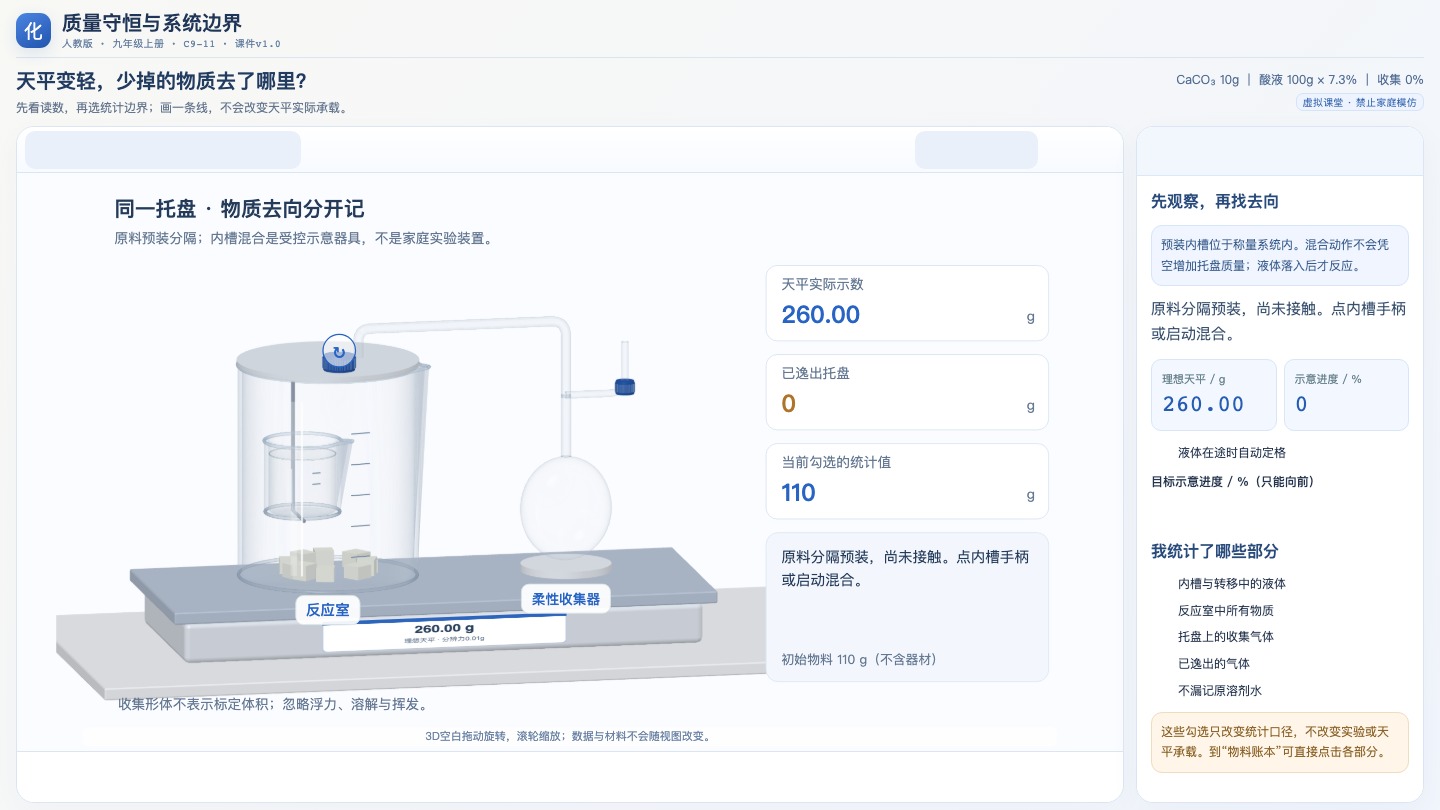 化
质量守恒与系统边界
人教版 · 九年级上册 · C9-11 · 课件v1.0
天平变轻，少掉的物质去了哪里？
先看读数，再选统计边界；画一条线，不会改变天平实际承载。
CaCO₃ 10g | 酸液 100g × 7.3% | 收集 0%
虚拟课堂 · 禁止家庭模仿
同一托盘 · 物质去向分开记
原料预装分隔；内槽混合是受控示意器具，不是家庭实验装置。
天平实际示数
260.00 g
已逸出托盘
0 g
当前勾选的统计值
110 g
原料分隔预装，尚未接触。点内槽手柄
或启动混合。
初始物料 110 g（不含器材）
↻
反应室
柔性收集器
260.00 g
理想天平 · 分辨力0.01g
收集形体不表示标定体积；忽略浮力、溶解与挥发。
3D空白拖动旋转，滚轮缩放；数据与材料不会随视图改变。
先观察，再找去向
预装内槽位于称量系统内。混合动作不会凭
空增加托盘质量；液体落入后才反应。
原料分隔预装，尚未接触。点内槽手柄
或启动混合。
理想天平 / g
260.00
示意进度 / %
0
液体在途时自动定格
目标示意进度 / %（只能向前）
我统计了哪些部分
内槽与转移中的液体
反应室中所有物质
托盘上的收集气体
已逸出的气体
不漏记原溶剂水
这些勾选只改变统计口径，不改变实验或天
平承载。到“物料账本”可直接点击各部分。